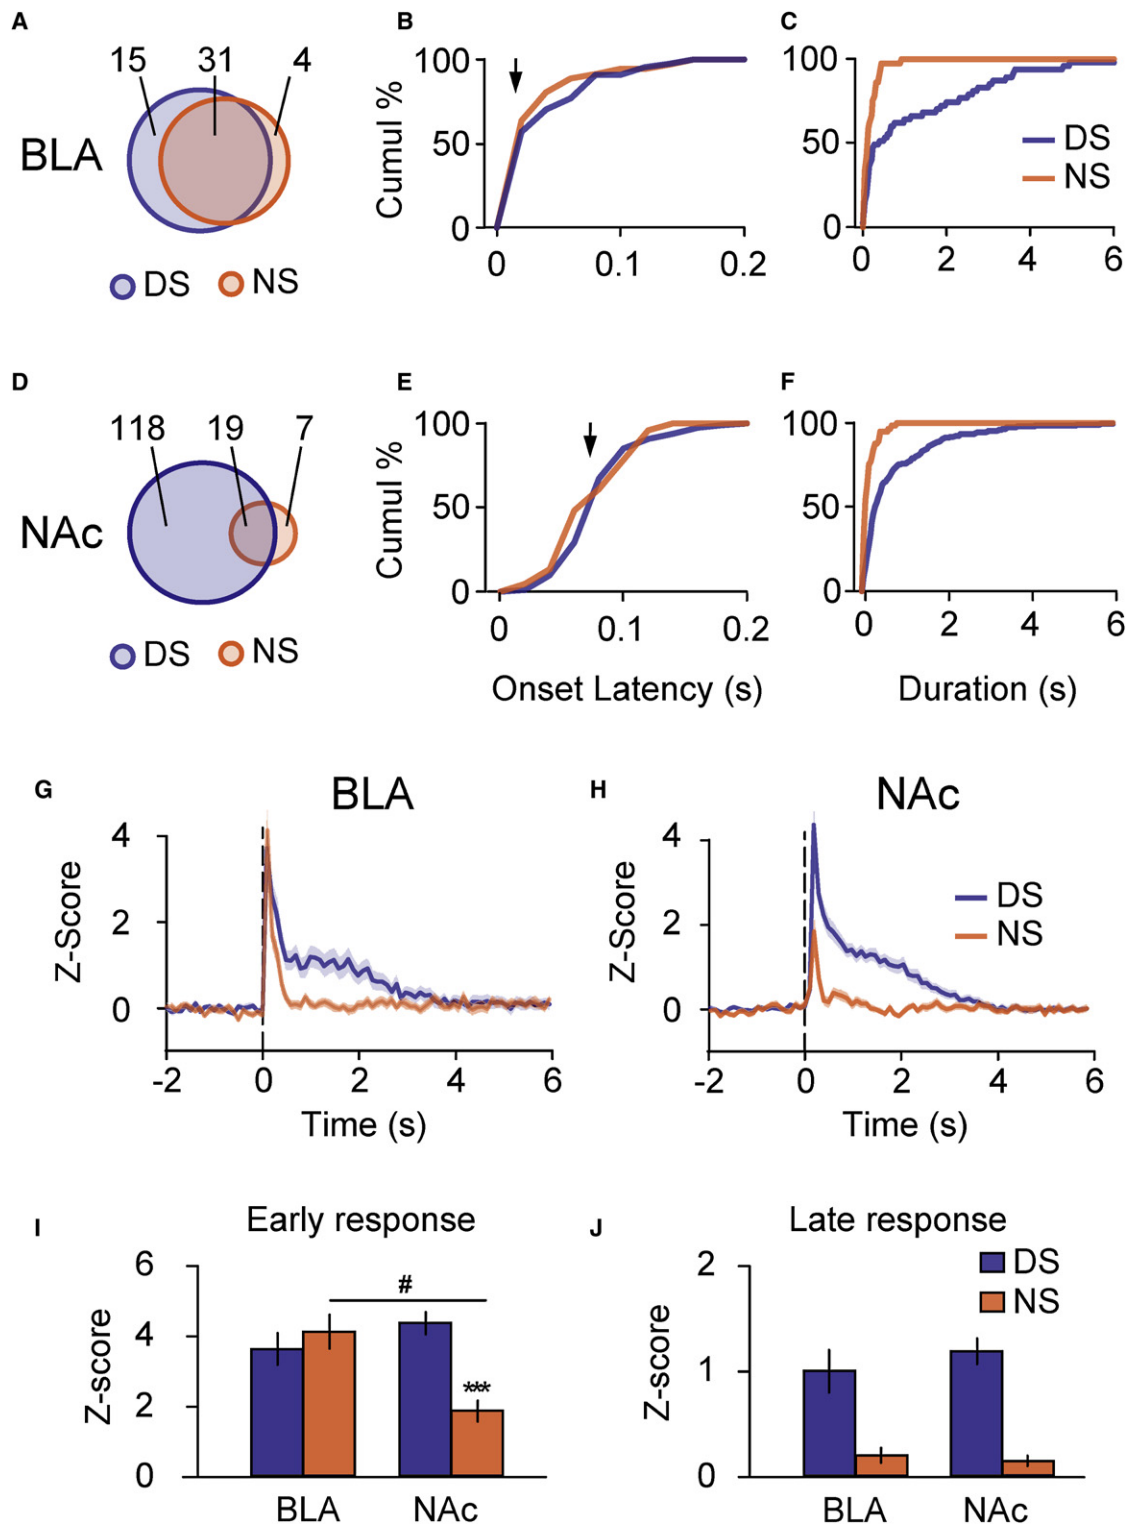 A
15 31 4
BLA
DS NS
B
Cumul %
100
50
0
0 0.1 0.2
C
100
50
0
DS
NS
0 2 4 6
D
118 19 7
NAc
DS NS
E
Cumul %
100
50
0
0 0.1 0.2
Onset Latency (s)
F
100
50
0
0 2 4 6
Duration (s)
G
BLA
Z-Score
4
2
0
-2 0 2 4 6
Time (s)
H
NAc
Z-Score
4
2
0
DS
NS
-2 0 2 4 6
Time (s)
I
Early response
Z-score
6
4
2
0
#
***
BLA NAc
J
Late response
Z-score
2
1
0
DS
NS
BLA NAc